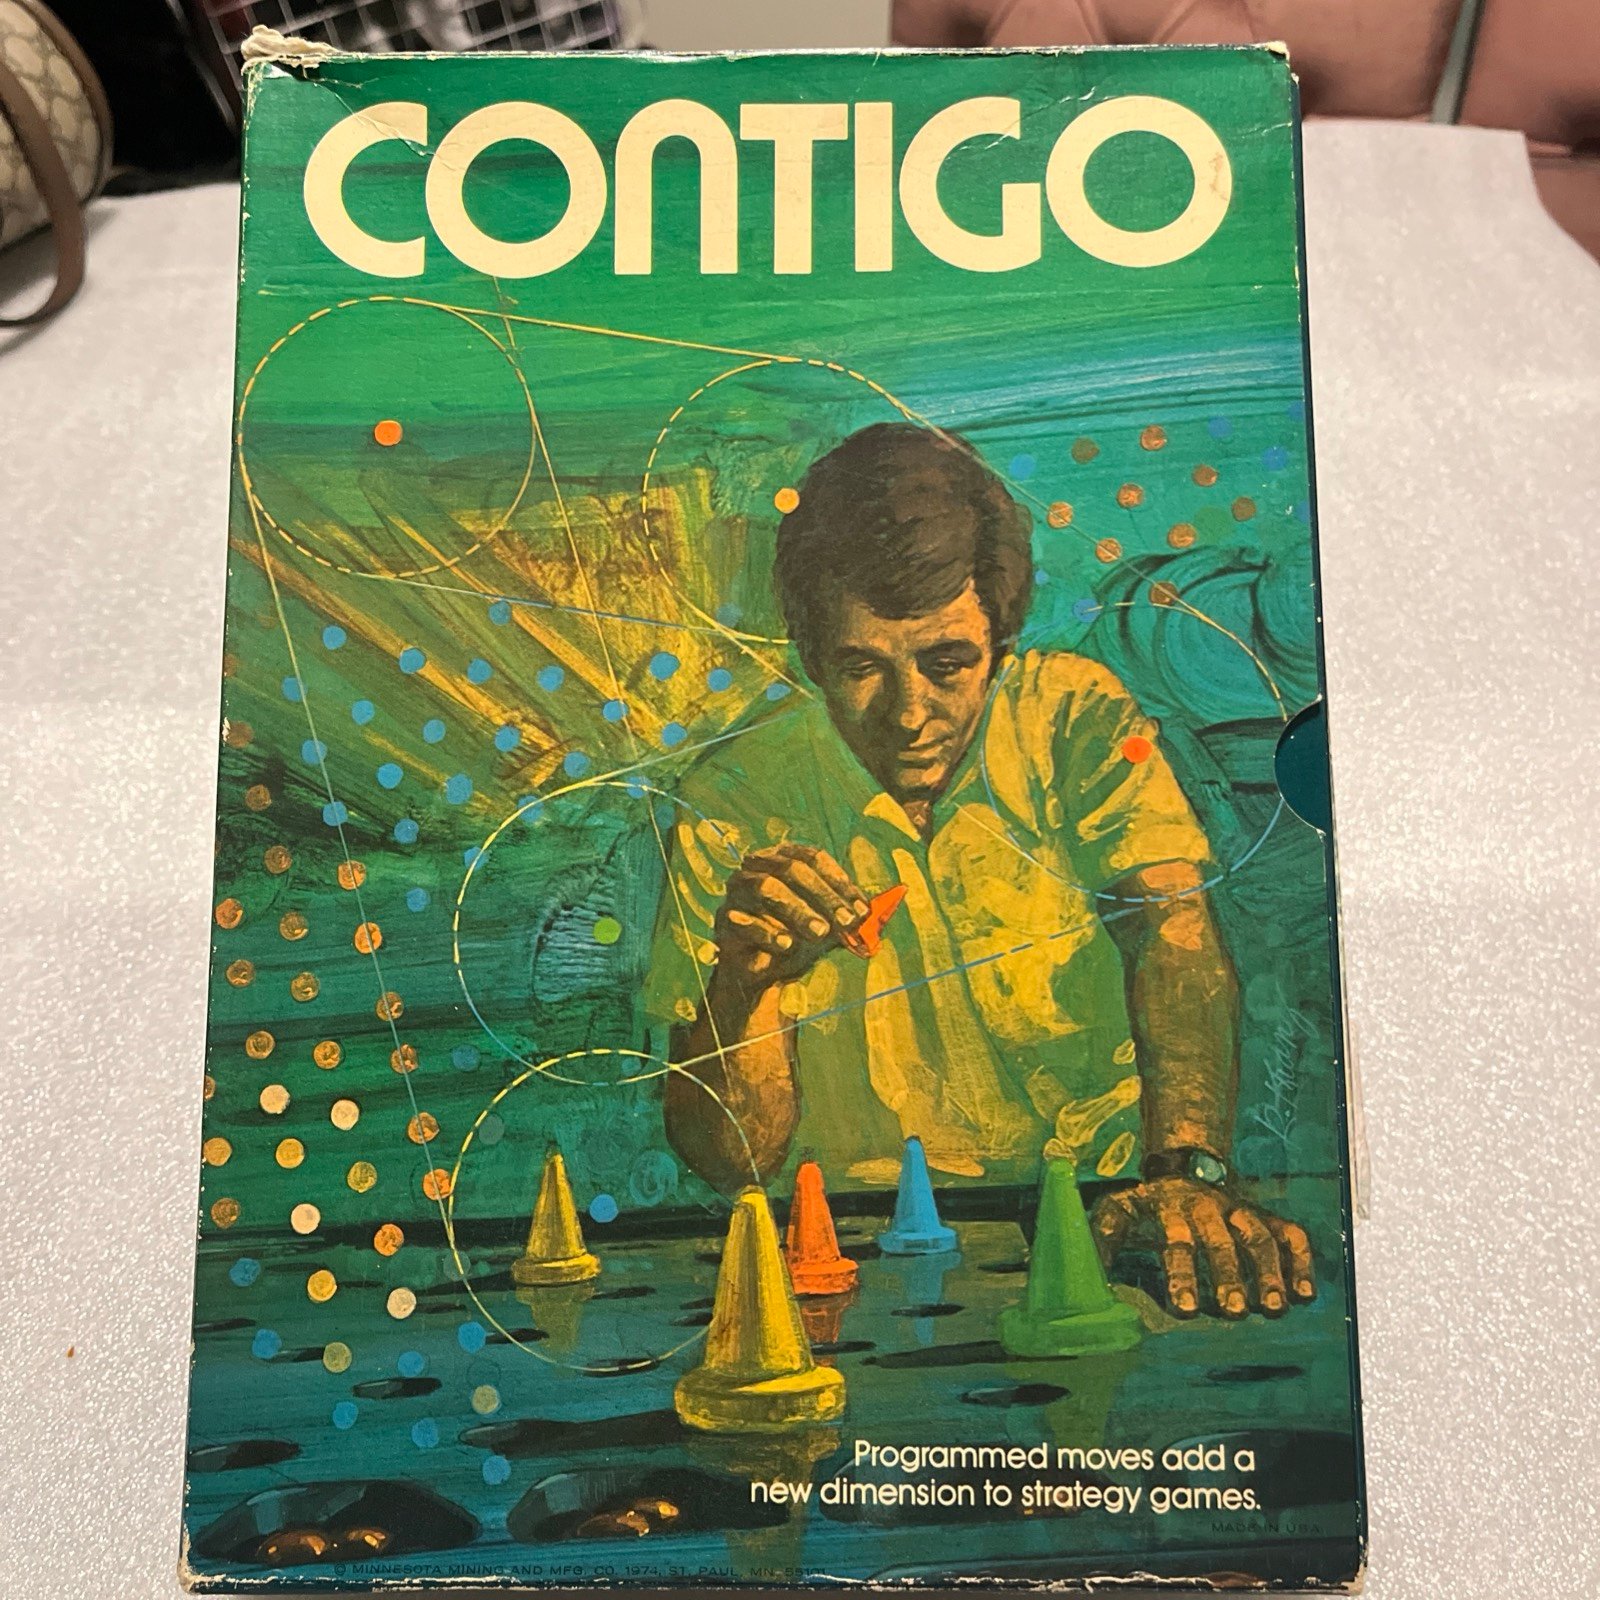 CONTIGO
Programmed moves add a
new dimension to strategy games.
MADE IN USA
© MINNESOTA MINING AND MFG. CO. 1974, ST. PAUL, MN. 55101